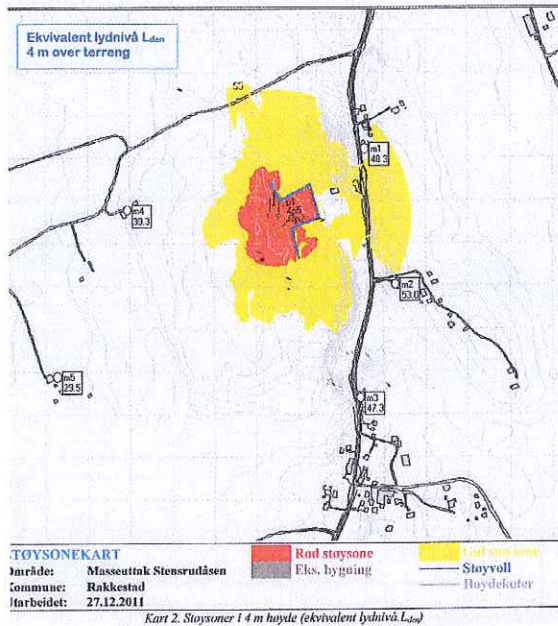 Ekvivalent lydnivå Lden
4 m over terreng
m1
48.3
m4
30.3
m2
53.0
m5
29.5
m3
47.3
TØYSONEKART
Rød støysone
Gul støysone
Område: Masseuttak Stensrudåsen
Eks. bygning
Støyvoll
Kommune: Rakkestad
Høydekoter
Utarbeidet: 27.12.2011
Kart 2. Støysoner i 4 m høyde (ekvivalent lydnivå Lden)